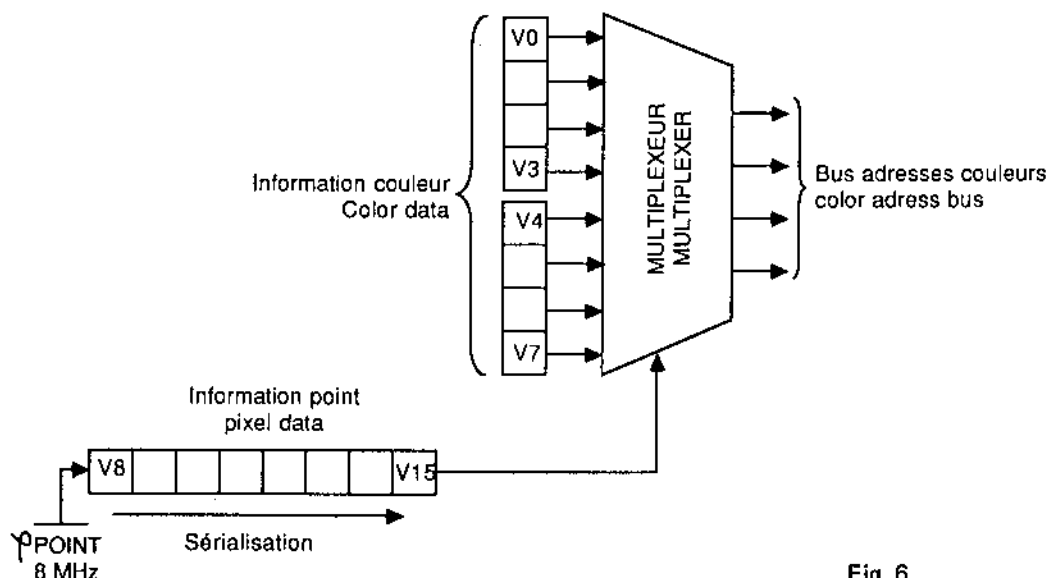 V0
V3
V4
V7
Information couleur
Color data
MULTIPLEXEUR
MULTIPLEXER
Bus adresses couleurs
color adress bus
Information point
pixel data
V8
V15
Sérialisation
φPOINT
8 MHz
Fig. 6